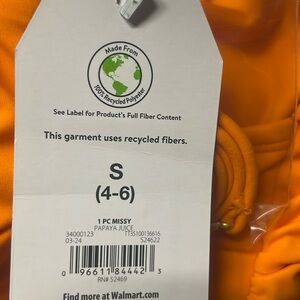 Made From
100% Recycled Polyester
See Label for Product's Full Fiber Content
This garment uses recycled fibers.
S
(4-6)
1 PC MISSY
PAPAYA JUICE
34000123 TT3S100136616
03-24 S24622
0 96611 84442 3
RN# 52469
Find more at Walmart.com